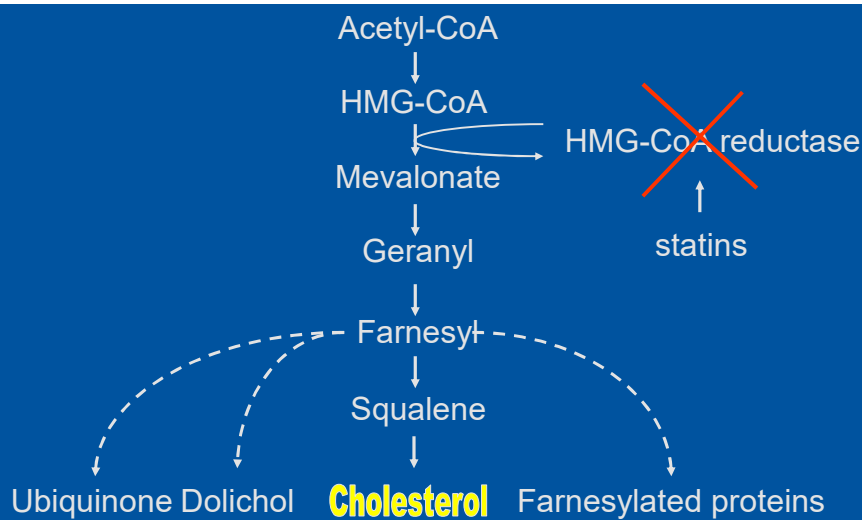 Acetyl-CoA
HMG-CoA
HMG-CoA reductase
Mevalonate
Geranyl
statins
Farnesyl
Squalene
Ubiquinone Dolichol Cholesterol Farnesylated proteins